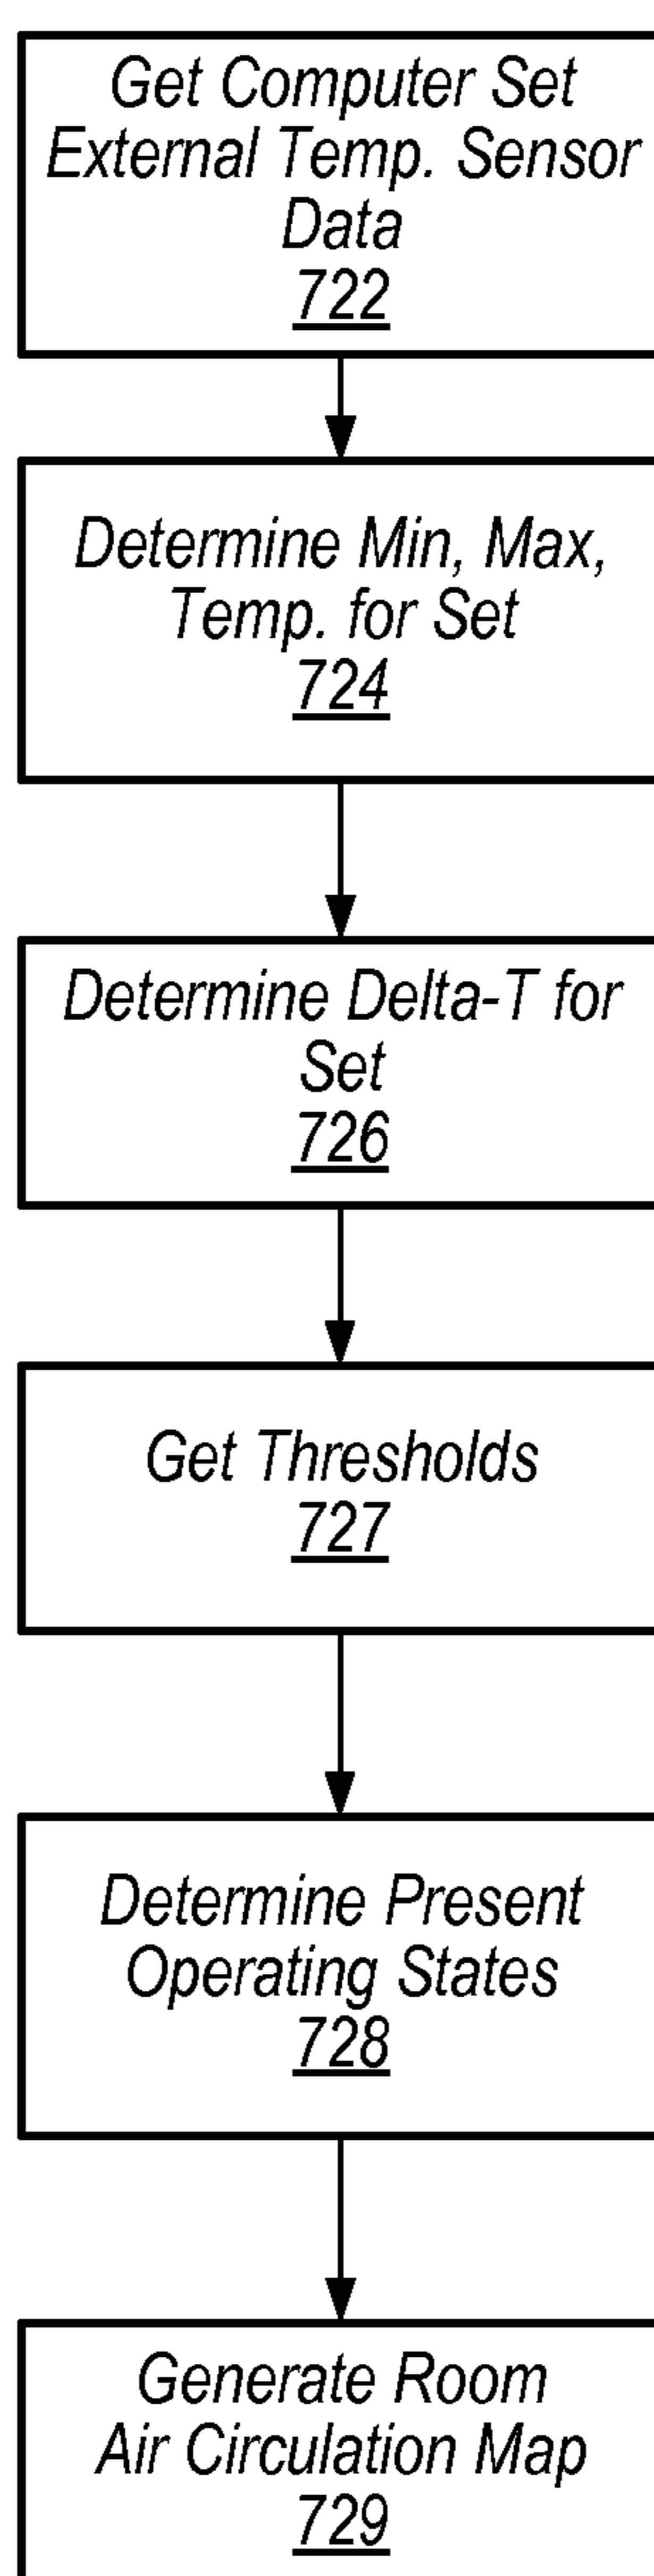 Get Computer Set
External Temp. Sensor
Data
722
Determine Min, Max,
Temp. for Set
724
Determine Delta-T for
Set
726
Get Thresholds
727
Determine Present
Operating States
728
Generate Room
Air Circulation Map
729